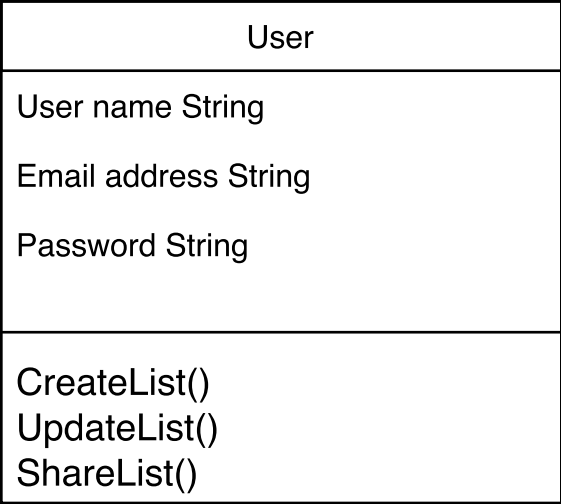 User
User name String
Email address String
Password String
CreateList()
UpdateList()
ShareList()